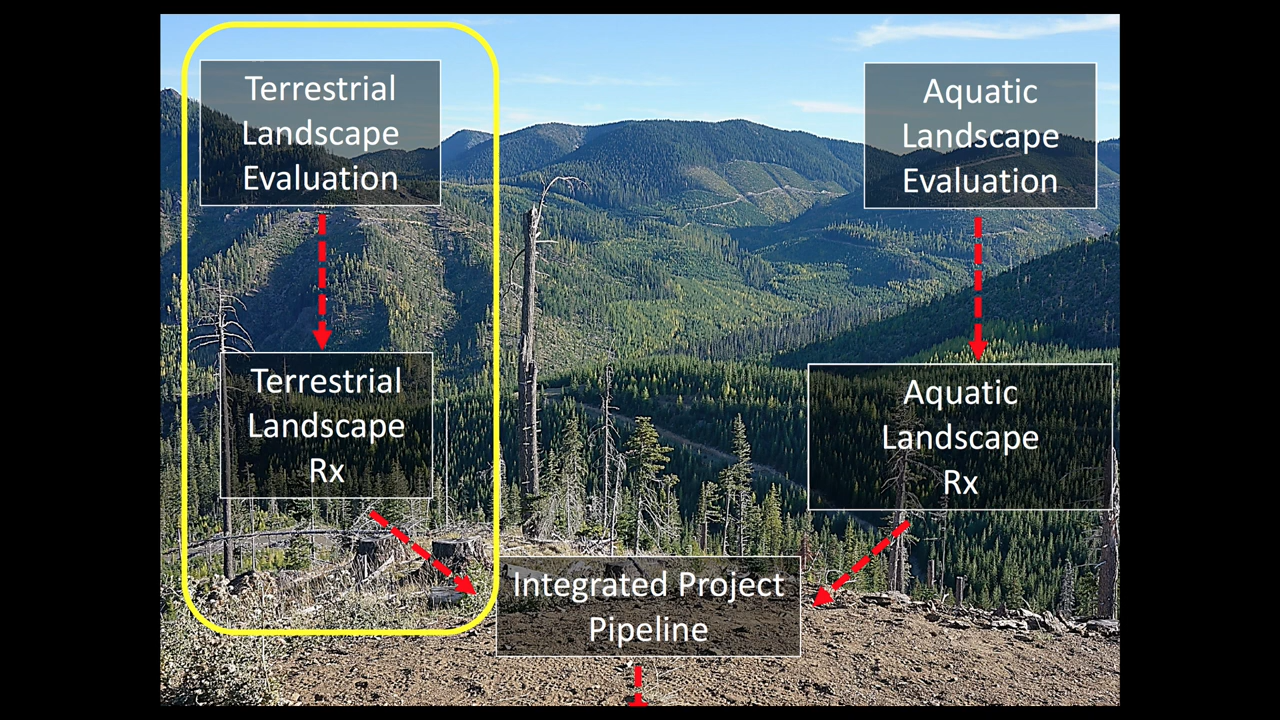 Terrestrial
Landscape
Evaluation
Aquatic
Landscape
Evaluation
Terrestrial
Landscape
Rx
Aquatic
Landscape
Rx
Integrated Project
Pipeline